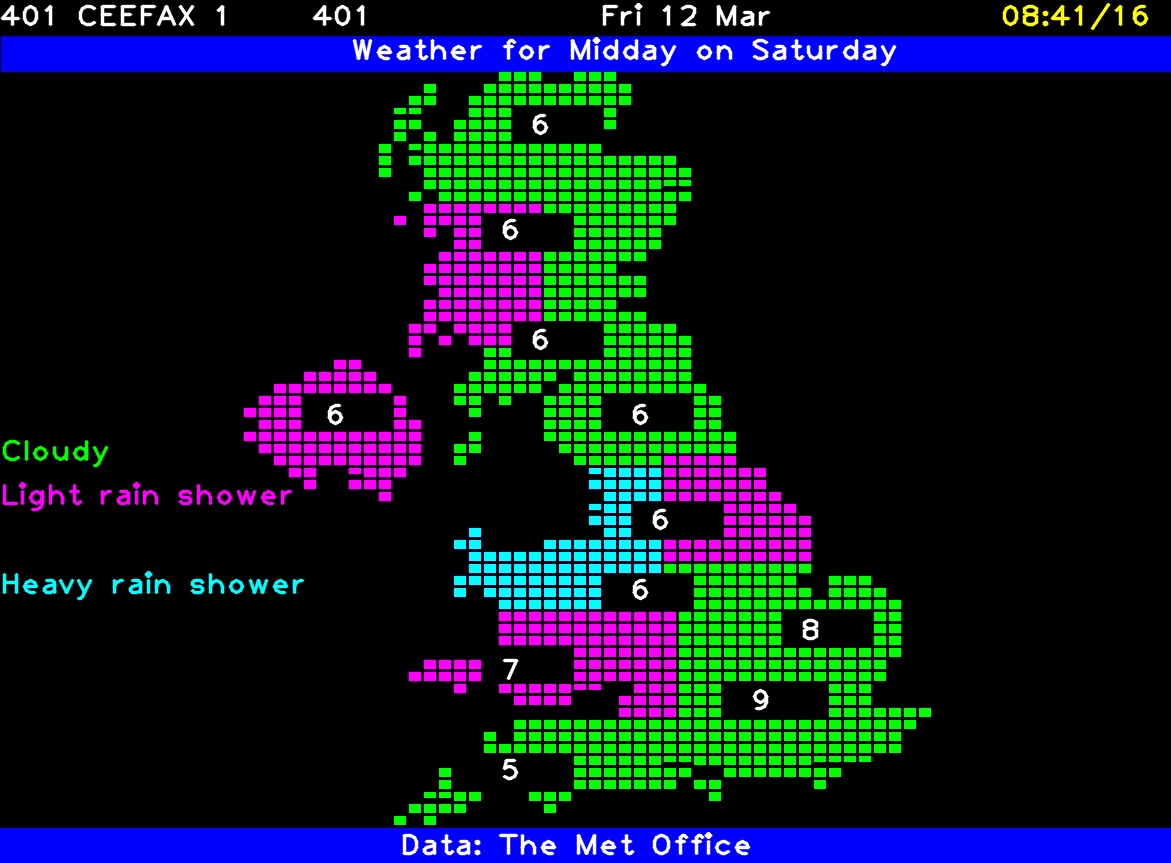 401 CEEFAX 1 401 Fri 12 Mar 08:41/16
Weather for Midday on Saturday
6
6
6
6
6
Cloudy
Light rain shower
6
Heavy rain shower
6
8
7
9
5
Data: The Met Office